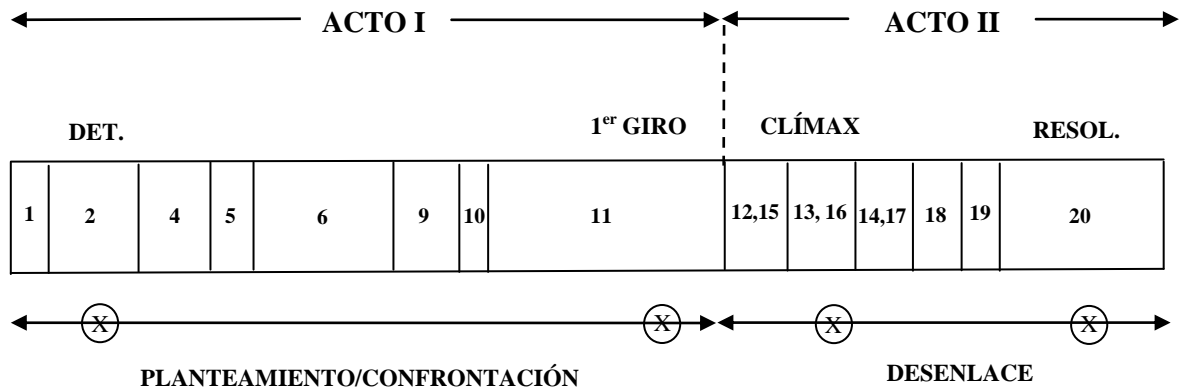 ACTO I ACTO II
DET. 1er GIRO CLÍMAX RESOL.
1 2 4 5 6 9 10 11 12,15 13, 16 14,17 18 19 20
X X X X
PLANTEAMIENTO/CONFRONTACIÓN DESENLACE